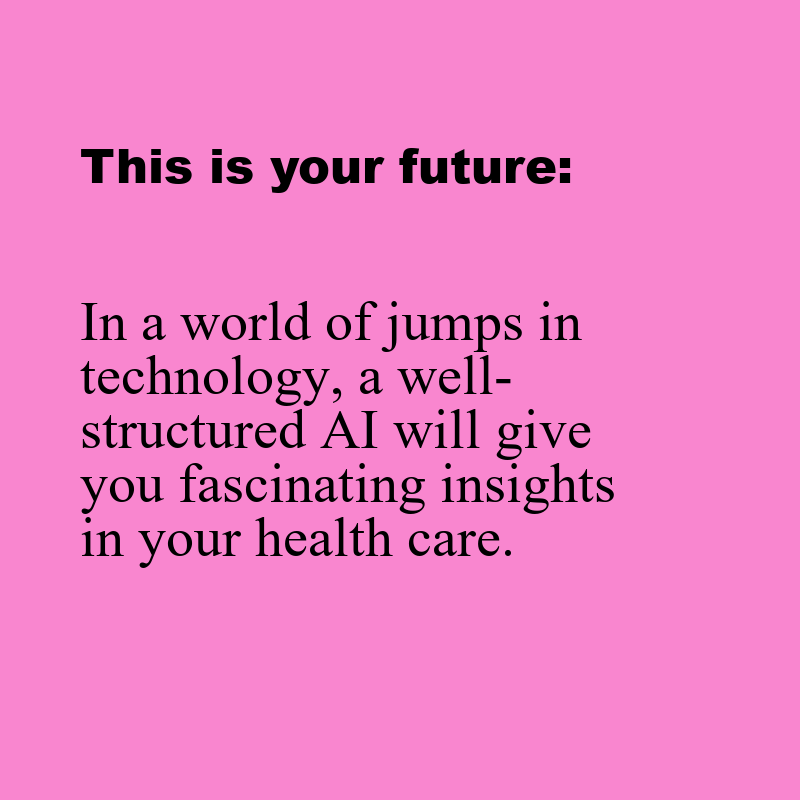 This is your future:
In a world of jumps in
technology, a well-
structured AI will give
you fascinating insights
in your health care.